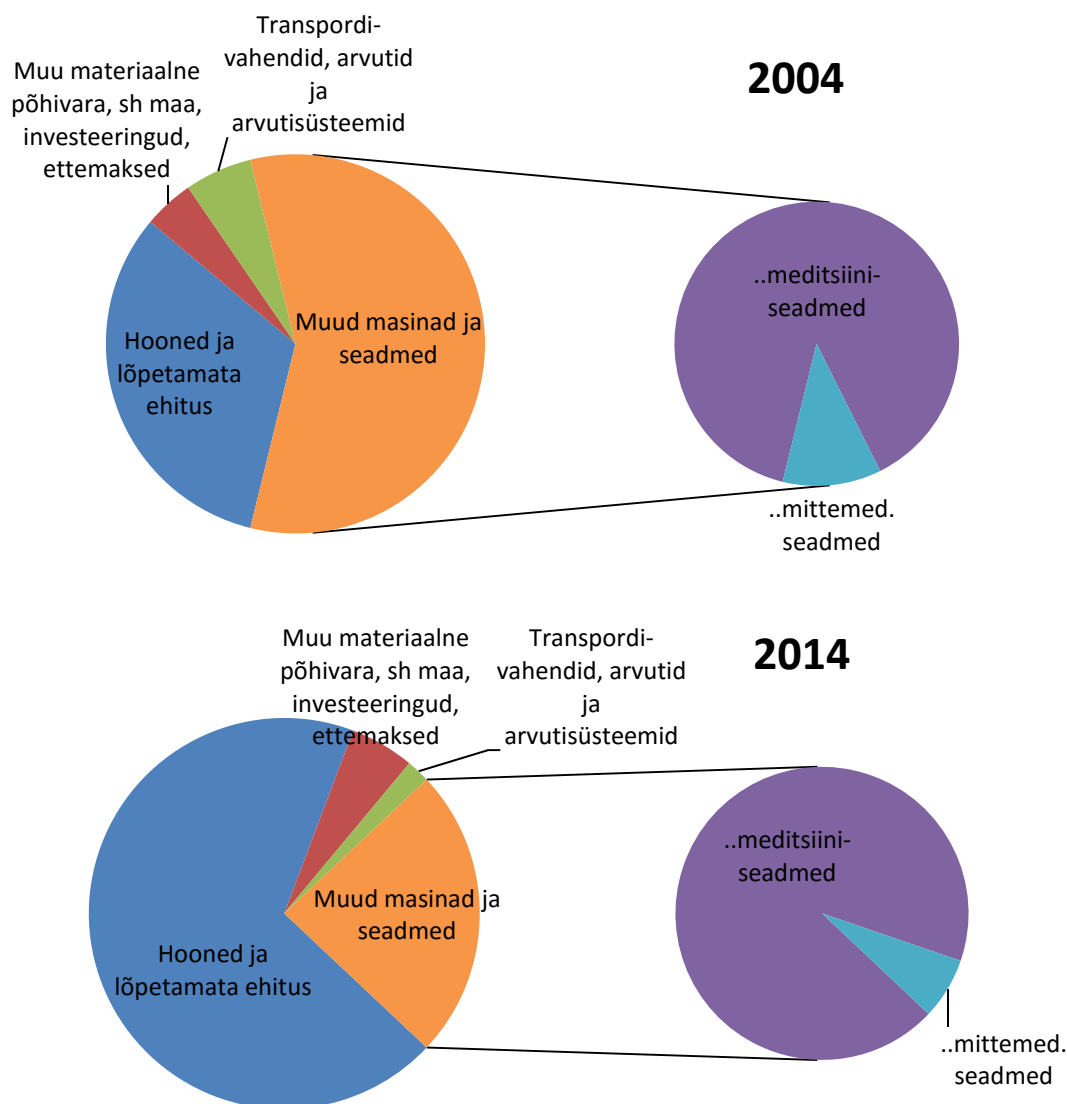 Transpordi-
vahendid, arvutid
ja
arvutisüsteemid
Muu materiaalne
põhivara, sh maa,
investeeringud,
ettemaksed
2004
..meditsiini-
seadmed
Muud masinad ja
seadmed
Hooned ja
lõpetamata
ehitus
..mittemed.
seadmed
Muu materiaalne
põhivara, sh maa,
investeeringud,
ettemaksed
Transpordi-
vahendid, arvutid
ja
arvutisüsteemid
2014
..meditsiini-
seadmed
Muud masinad ja
seadmed
Hooned ja
lõpetamata ehitus
..mittemed.
seadmed